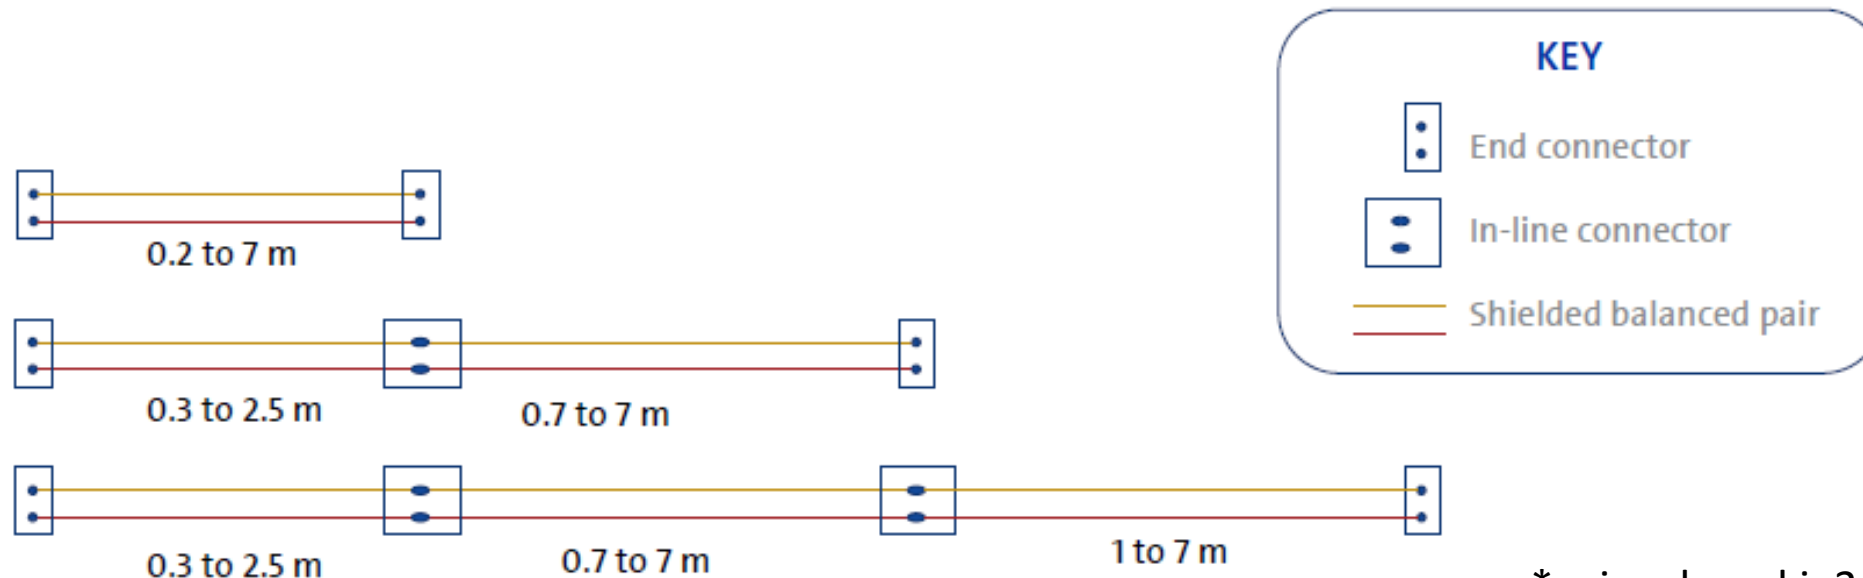 KEY
End connector
In-line connector
Shielded balanced pair
0.2 to 7 m
0.3 to 2.5 m
0.7 to 7 m
0.3 to 2.5 m
0.7 to 7 m
1 to 7 m